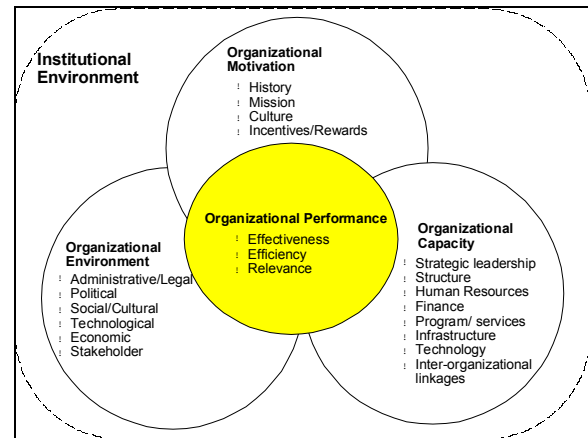 Institutional
Environment
Organizational
Motivation
! History
! Mission
! Culture
! Incentives/Rewards
Organizational Performance
! Effectiveness
! Efficiency
! Relevance
Organizational
Environment
! Administrative/Legal
! Political
! Social/Cultural
! Technological
! Economic
! Stakeholder
Organizational
Capacity
! Strategic leadership
! Structure
! Human Resources
! Finance
! Program/ services
! Infrastructure
! Technology
! Inter-organizational
linkages